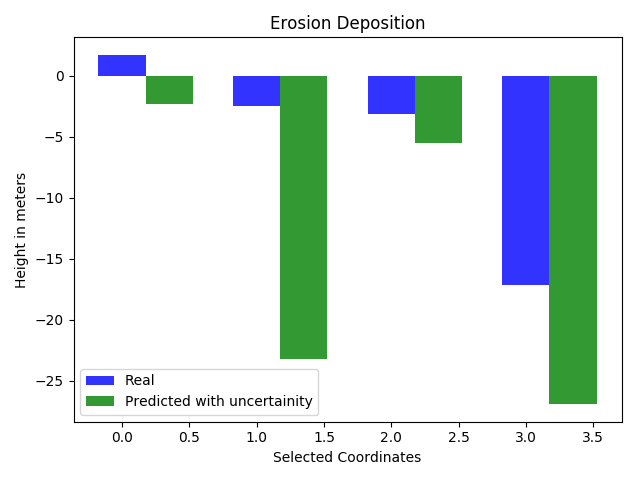 Erosion Deposition
Height in meters
0
−5
−10
−15
−20
−25
Real
Predicted with uncertainity
0.0 0.5 1.0 1.5 2.0 2.5 3.0 3.5
Selected Coordinates